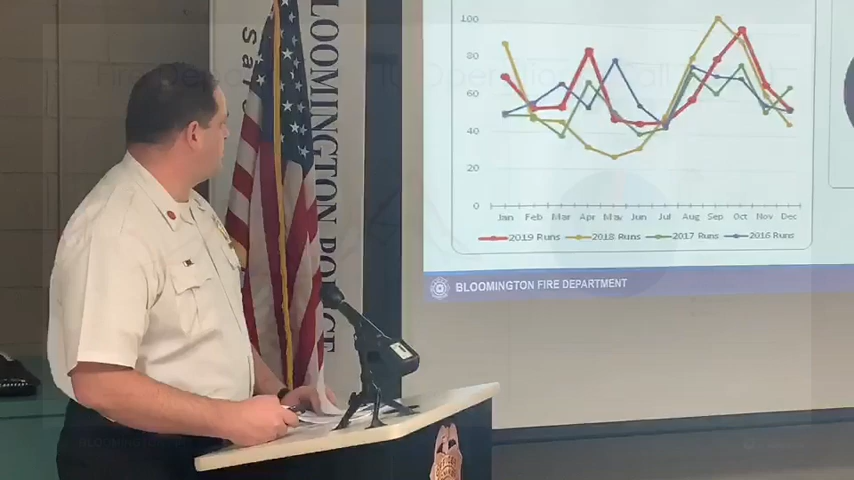 BLOOMINGTON POLICE
100
80
60
40
20
0
Jan Feb Mar Apr May Jun Jul Aug Sep Oct Nov Dec
2019 Runs 2018 Runs 2017 Runs 2016 Runs
BLOOMINGTON FIRE DEPARTMENT